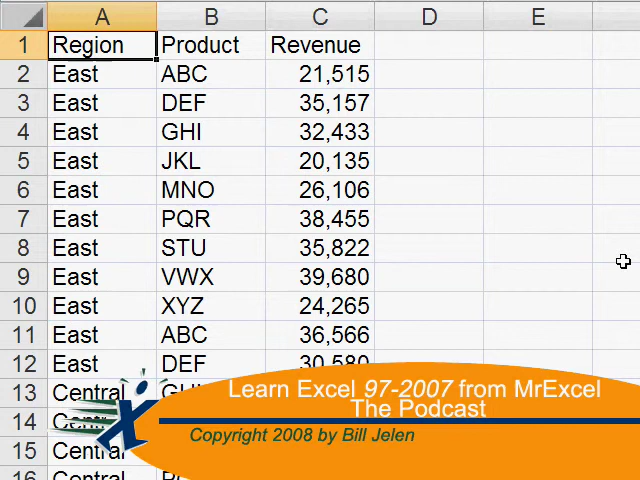 A B C D E
1 Region Product Revenue
2 East ABC 21,515
3 East DEF 35,157
4 East GHI 32,433
5 East JKL 20,135
6 East MNO 26,106
7 East PQR 38,455
8 East STU 35,822
9 East VWX 39,680
10 East XYZ 24,265
11 East ABC 36,566
12 East DEF 30,580
13 Central
14
15 Central
16 Central
Learn Excel 97-2007 from MrExcel
The Podcast
Copyright 2008 by Bill Jelen